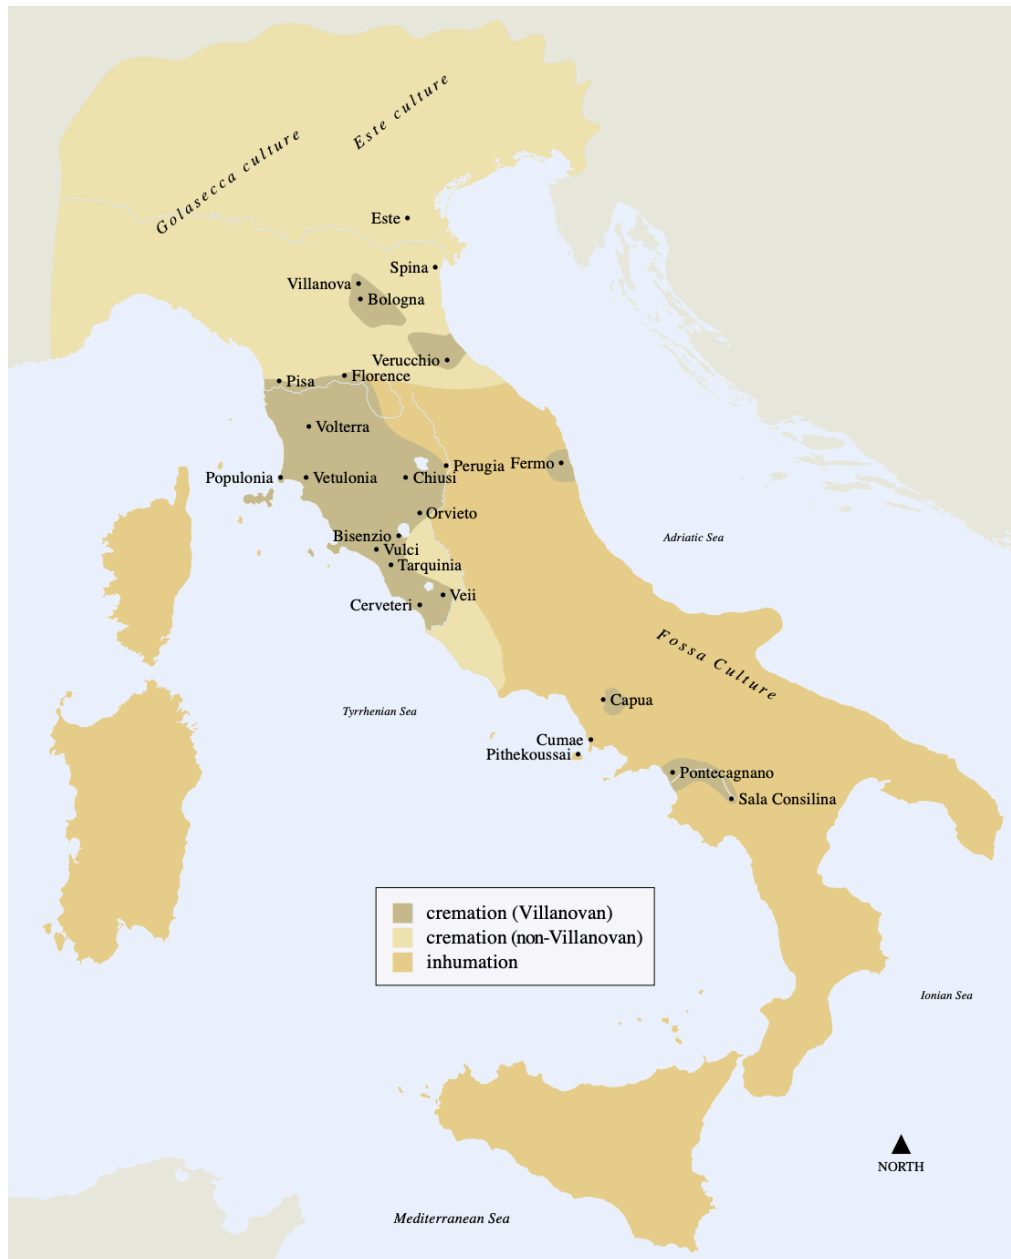 Este culture
Golasecca culture
Este
Spina
Villanova
Bologna
Verucchio
Florence
Pisa
Volterra
Perugia
Fermo
Populonia
Vetulonia
Chiusi
Orvieto
Bisenzio
Adriatic Sea
Vulci
Tarquinia
Veii
Cerveteri
Fossa Culture
Capua
Tyrrhenian Sea
Cumae
Pithekoussai
Pontecagnano
Sala Consilina
cremation (Villanovan)
cremation (non-Villanovan)
inhumation
Ionian Sea
NORTH
Mediterranean Sea